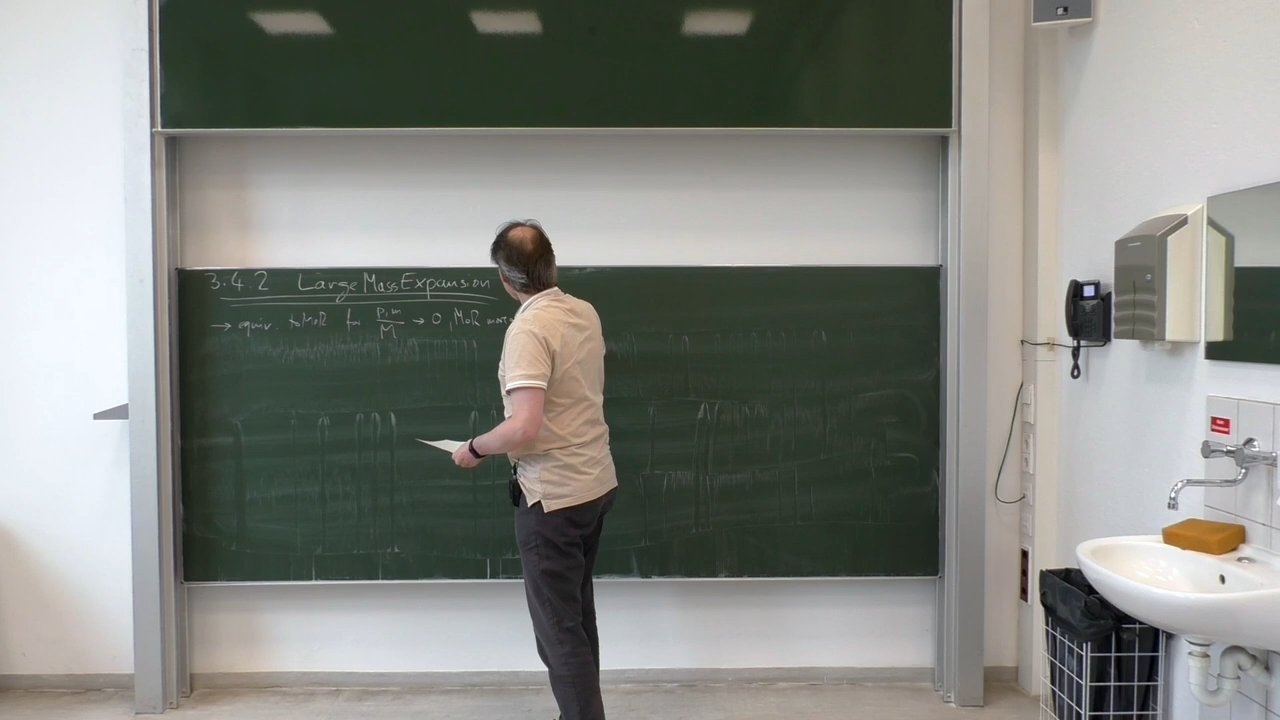 3.4.2 Large Mass Expansion
→ equiv. to MoR for p,m/M → 0, MoR